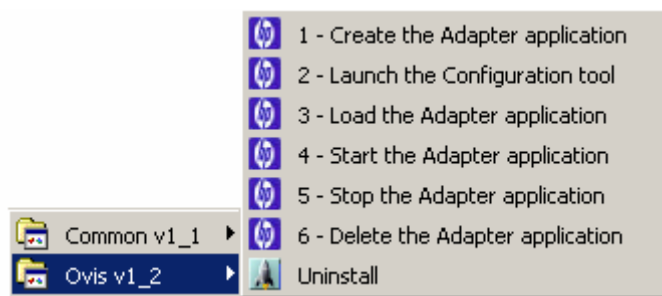 1 - Create the Adapter application
2 - Launch the Configuration tool
3 - Load the Adapter application
4 - Start the Adapter application
5 - Stop the Adapter application
Common v1_1
6 - Delete the Adapter application
Ovis v1_2
Uninstall